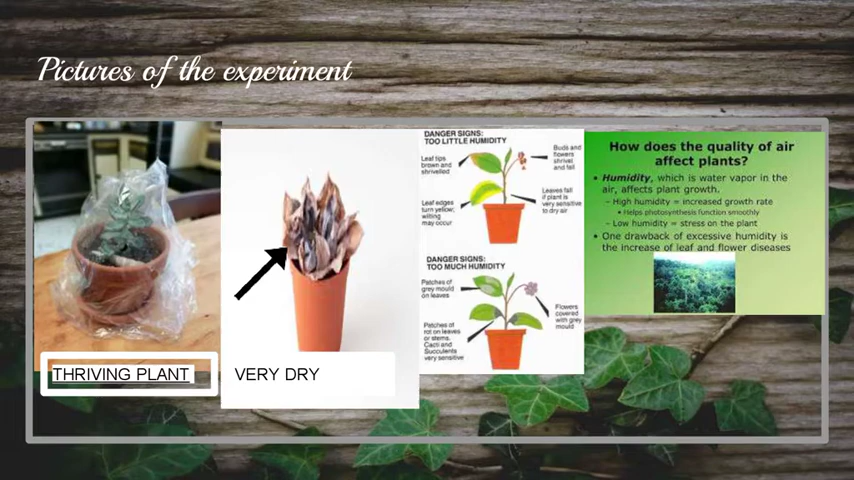 Pictures of the experiment
THRIVING PLANT
VERY DRY
DANGER SIGNS:
TOO LITTLE HUMIDITY
Leaf tips
brown and
shrivelled
Buds and
flowers
shrivel
and fall
Leaf edges
turn yellow;
wilting
may occur
Leaves fall
if plant is
very sensitive
to dry air
DANGER SIGNS:
TOO MUCH HUMIDITY
Patches of
grey mould
on leaves
Flowers
covered with
grey mould
Patches of
rot on leaves
or stems.
Cacti and
Succulents
very sensitive
How does the quality of air
affect plants?
• Humidity, which is water vapor in the
air, affects plant growth.
– High humidity = increased growth rate
• Helps photosynthesis function smoothly
– Low humidity = stress on the plant
• One drawback of excessive humidity is
the increase of leaf and flower diseases